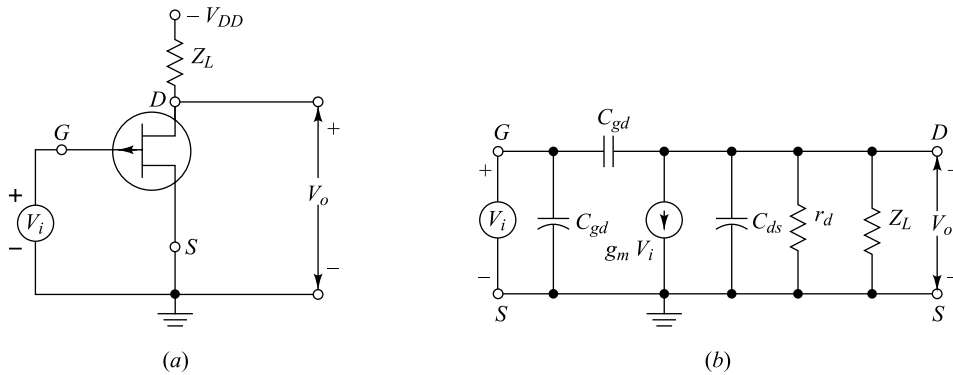 – V_DD
Z_L
D
G
+
V_i
–
+
V_o
–
S
(a)
G
C_gd
D
+
V_i
–
C_gd
g_m V_i
C_ds
r_d
Z_L
–
V_o
–
S
S
(b)